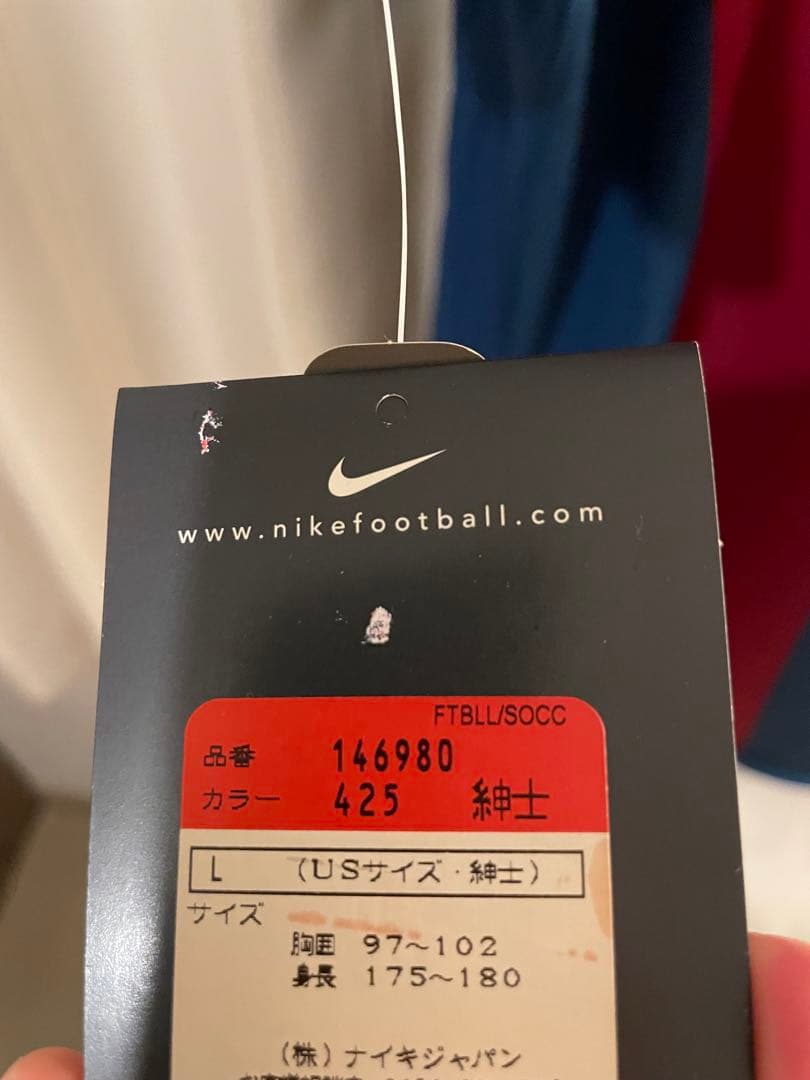 www.nikefootball.com
FTBLL/SOCC
品番 146980
カラー 425 紳士
L (USサイズ・紳士)
サイズ
胸囲 97～102
身長 175～180
(株)ナイキジャパン